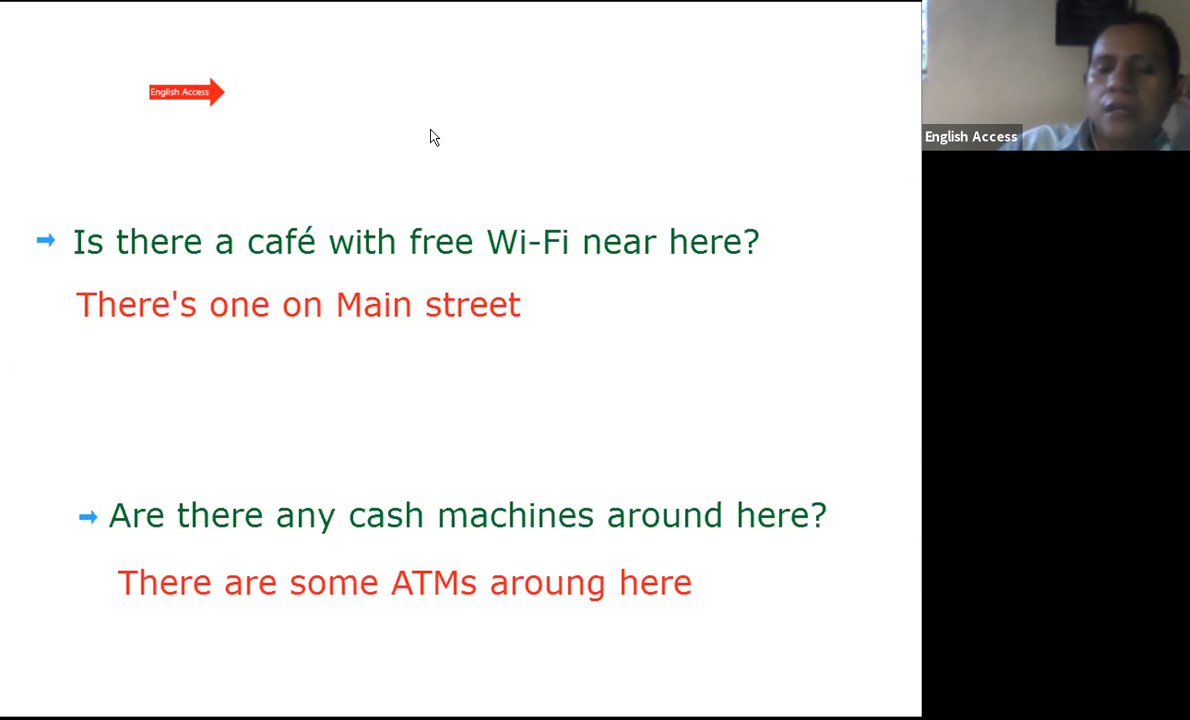 English Access
English Access
Is there a café with free Wi-Fi near here?
There's one on Main street
Are there any cash machines around here?
There are some ATMs aroung here